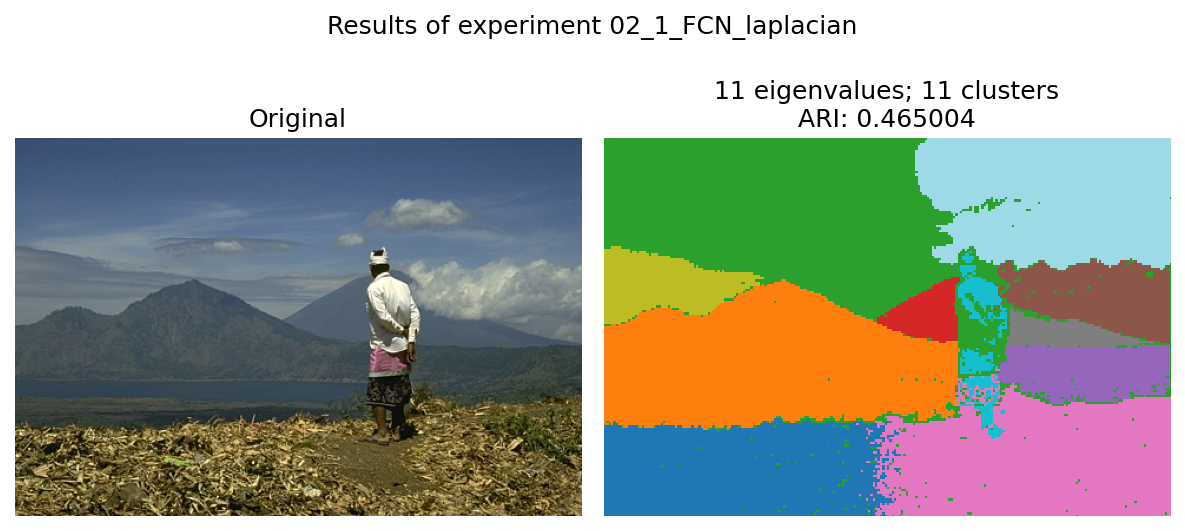 Results of experiment 02_1_FCN_laplacian
Original
11 eigenvalues; 11 clusters
ARI: 0.465004